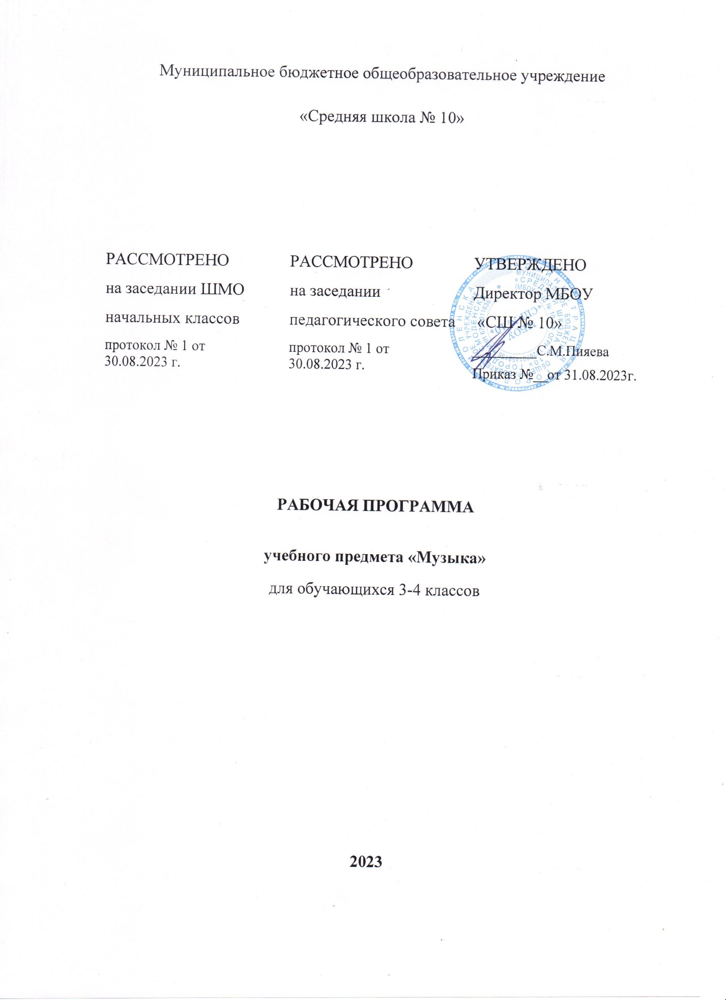 Муниципальное бюджетное общеобразовательное учреждение
«Средняя школа № 10»
РАССМОТРЕНО
на заседании ШМО
начальных классов
протокол № 1 от
30.08.2023 г.
РАССМОТРЕНО
на заседании
педагогического совета
протокол № 1 от
30.08.2023 г.
УТВЕРЖДЕНО
Директор МБОУ
«СШ № 10»
_________С.М.Пияева
Приказ №__от 31.08.2023г.
РАБОЧАЯ ПРОГРАММА
учебного предмета «Музыка»
для обучающихся 3-4 классов
2023